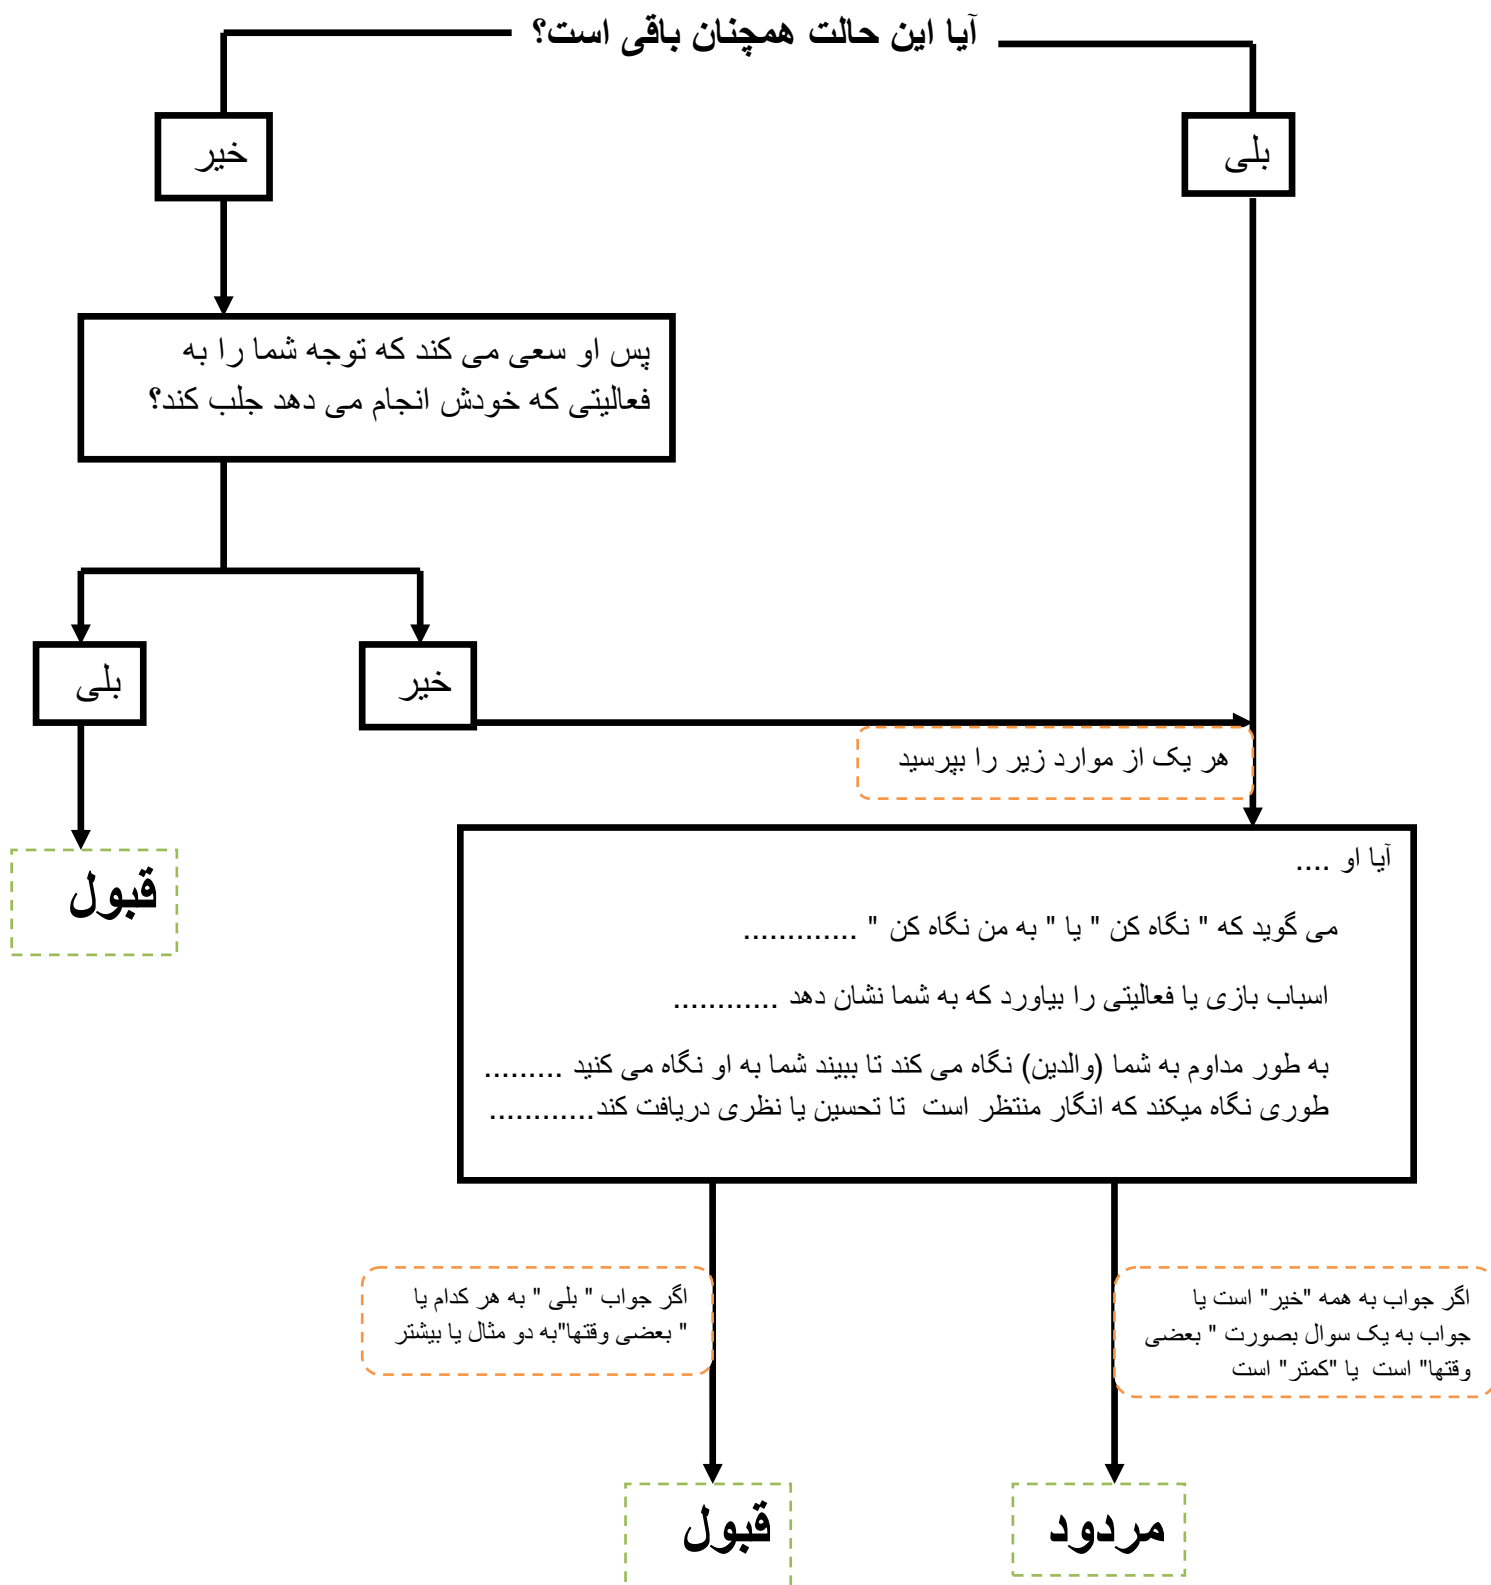 آیا این حالت همچنان باقی است؟
بلی
خیر
پس او سعی می کند که توجه شما را به
فعالیتی که خودش انجام می دهد جلب کند؟
خیر
بلی
هر یک از موارد زیر را بپرسید
قبول
آیا او ....
می گوید که " نگاه کن " یا " به من نگاه کن " .............
اسباب بازی یا فعالیتی را بیاورد که به شما نشان دهد ............
به طور مداوم به شما (والدین) نگاه می کند تا ببیند شما به او نگاه می کنید .........
طوری نگاه میکند که انگار منتظر است تا تحسین یا نظری دریافت کند............
اگر جواب به همه "خیر" است یا
جواب به یک سوال بصورت " بعضی
وقتها" است یا "کمتر" است
اگر جواب " بلی " به هر کدام یا
" بعضی وقتها"به دو مثال یا بیشتر
مردود
قبول